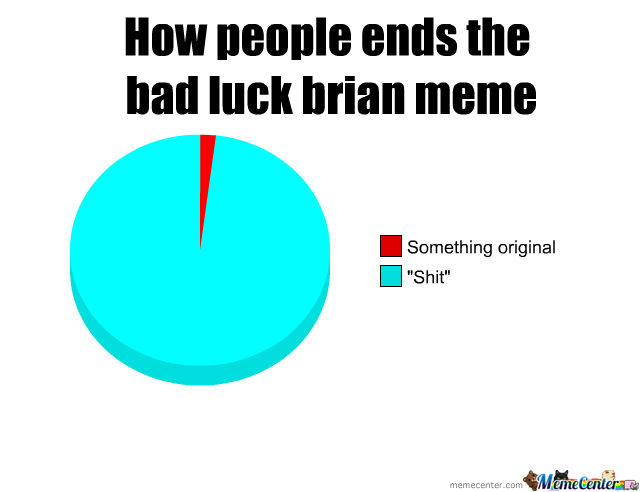 How people ends the
bad luck brian meme
Something original
"Shit"
memecenter.com MemeCenter